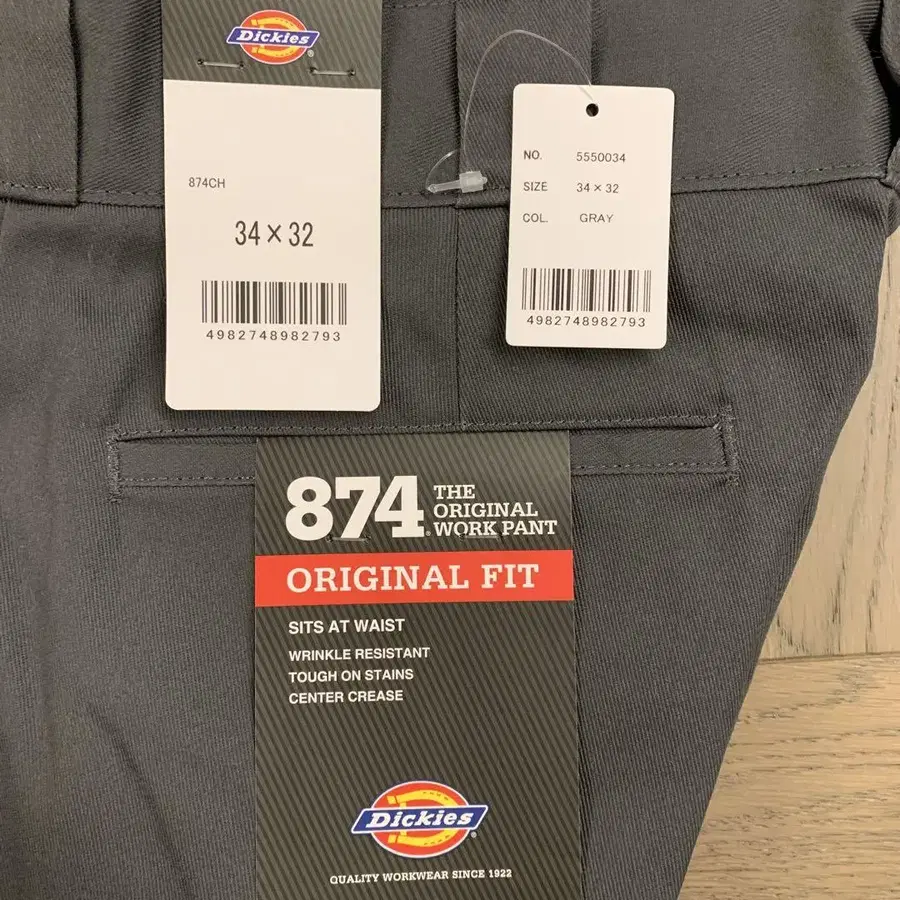 Dickies
874CH
34×32
4982748982793
NO. 5550034
SIZE 34×32
COL. GRAY
4982748982793
874 THE
ORIGINAL
WORK PANT
ORIGINAL FIT
SITS AT WAIST
WRINKLE RESISTANT
TOUGH ON STAINS
CENTER CREASE
Dickies
QUALITY WORKWEAR SINCE 1922